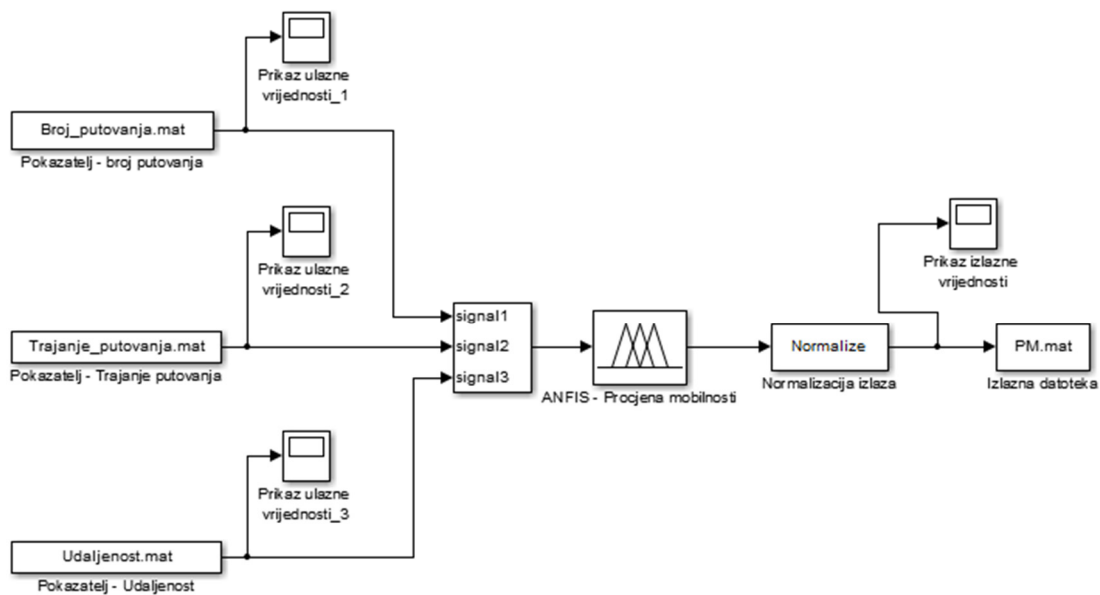 Prikaz ulazne
vrijednosti_1
Broj_putovanja.mat
Pokazatelj - broj putovanja
Prikaz ulazne
vrijednosti_2
Trajanje_putovanja.mat
Pokazatelj - Trajanje putovanja
Prikaz ulazne
vrijednosti_3
Udaljenost.mat
Pokazatelj - Udaljenost
signal1
signal2
signal3
ANFIS - Procjena mobilnosti
Normalize
Normalizacija izlaza
Prikaz izlazne
vrijednosti
PM.mat
Izlazna datoteka